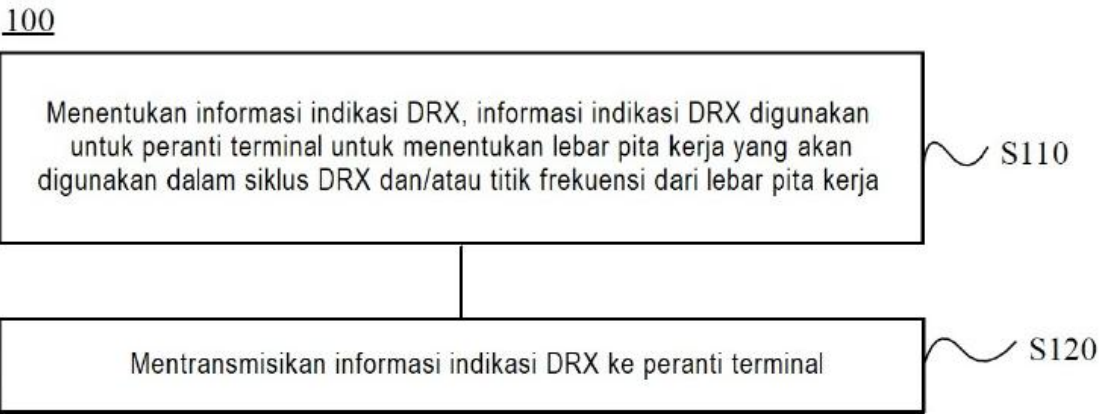 100
Menentukan informasi indikasi DRX, informasi indikasi DRX digunakan
untuk peranti terminal untuk menentukan lebar pita kerja yang akan
digunakan dalam siklus DRX dan/atau titik frekuensi dari lebar pita kerja
S110
Mentransmisikan informasi indikasi DRX ke peranti terminal
S120